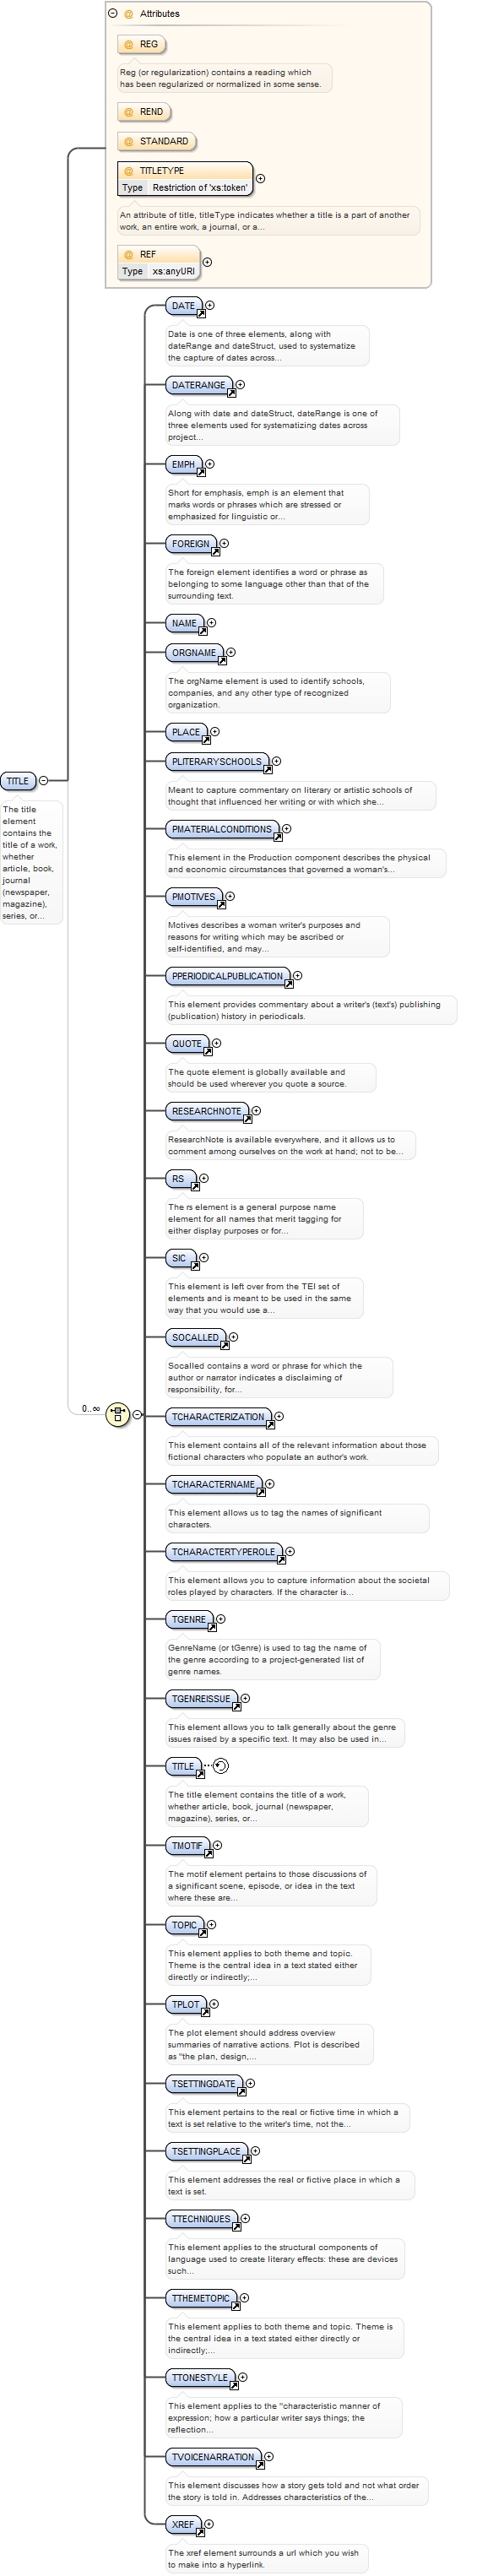 Attributes
@ REG
Reg (or regularization) contains a reading which
has been regularized or normalized in some sense.
@ REND
@ STANDARD
@ TITLETYPE
Type Restriction of 'xs:token'
An attribute of title, titleType indicates whether a title is a part of another
work, an entire work, a journal, or a...
@ REF
Type xs:anyURI
DATE
Date is one of three elements, along with
dateRange and dateStruct, used to systematize
the capture of dates across...
DATERANGE
Along with date and dateStruct, dateRange is one of
three elements used for systematizing dates across
project...
EMPH
Short for emphasis, emph is an element that
marks words or phrases which are stressed or
emphasized for linguistic or...
FOREIGN
The foreign element identifies a word or phrase as
belonging to some language other than that of the
surrounding text.
NAME
ORGNAME
The orgName element is used to identify schools,
companies, and any other type of recognized
organization.
PLACE
PLITERARYSCHOOLS
TITLE
The title
element
contains the
title of a work,
whether
article, book,
journal
(newspaper,
magazine),
series, or...
Meant to capture commentary on literary or artistic schools of
thought that influenced her writing or with which she...
PMATERIALCONDITIONS
This element in the Production component describes the physical
and economic circumstances that governed a woman's...
PMOTIVES
Motives describes a woman writer's purposes and
reasons for writing which may be ascribed or
self-identified, and may...
PPERIODICALPUBLICATION
This element provides commentary about a writer's (text's) publishing
(publication) history in periodicals.
QUOTE
The quote element is globally available and
should be used wherever you quote a source.
RESEARCHNOTE
ResearchNote is available everywhere, and it allows us to
comment among ourselves on the work at hand; not to be...
RS
The rs element is a general purpose name
element for all names that merit tagging for
either display purposes or for...
SIC
This element is left over from the TEI set of
elements and is meant to be used in the same
way that you would use a...
SOCALLED
Socalled contains a word or phrase for which the
author or narrator indicates a disclaiming of
responsibility, for...
0..∞
TCHARACTERIZATION
This element contains all of the relevant information about those
fictional characters who populate an author's work.
TCHARACTERNAME
This element allows us to tag the names of significant
characters.
TCHARACTERTYPEROLE
This element allows you to capture information about the societal
roles played by characters. If the character is...
TGENRE
GenreName (or tGenre) is used to tag the name of
the genre according to a project-generated list of
genre names.
TGENREISSUE
This element allows you to talk generally about the genre
issues raised by a specific text. It may also be used in...
TITLE
The title element contains the title of a work,
whether article, book, journal (newspaper,
magazine), series, or...
TMOTIF
The motif element pertains to those discussions of
a significant scene, episode, or idea in the text
where these are...
TOPIC
This element applies to both theme and topic.
Theme is the central idea in a text stated either
directly or indirectly;...
TPLOT
The plot element should address overview
summaries of narrative actions. Plot is described
as "the plan, design,...
TSETTINGDATE
This element pertains to the real or fictive time in which a
text is set relative to the writer's time, not the...
TSETTINGPLACE
This element addresses the real or fictive place in which a
text is set.
TTECHNIQUES
This element applies to the structural components of
language used to create literary effects: these are devices
such...
TTHEMETOPIC
This element applies to both theme and topic. Theme is
the central idea in a text stated either directly or
indirectly;...
TTONESTYLE
This element applies to the "characteristic manner of
expression; how a particular writer says things; the
reflection...
TVOICENARRATION
This element discusses how a story gets told and not what order
the story is told in. Addresses characteristics of the...
XREF
The xref element surrounds a url which you wish
to make into a hyperlink.